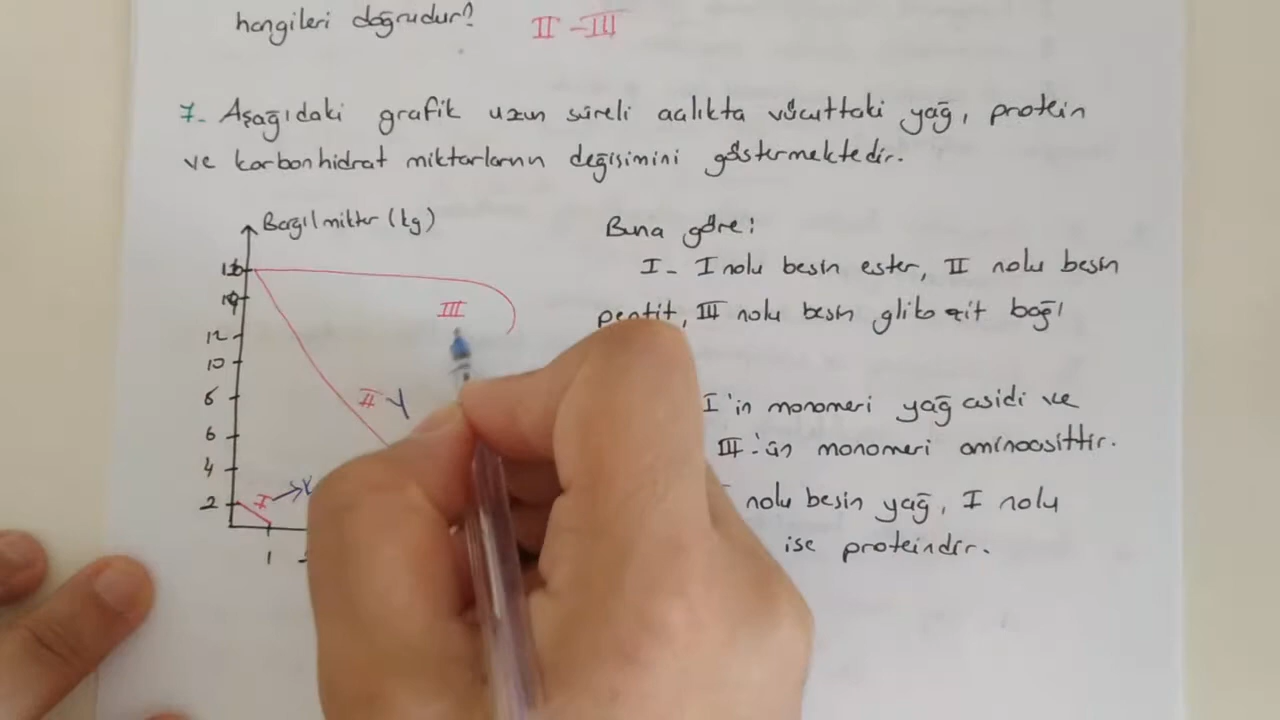 hangileri doğrudur? II - III
7- Aşağıdaki grafik uzun süreli açlıkta vücuttaki yağ, protein
ve karbonhidrat miktarlarının değişimini göstermektedir.
Bağıl miktar (kg)
Buna göre:
I- I nolu besin ester, II nolu besin
peptit, III nolu besin glikozit bağı
I'in monomeri yağ asidi ve
III'ün monomeri aminoasittir.
nolu besin yağ, I nolu
ise proteindir.
12
10
6
6
4
2
1
III
II Y
I → K